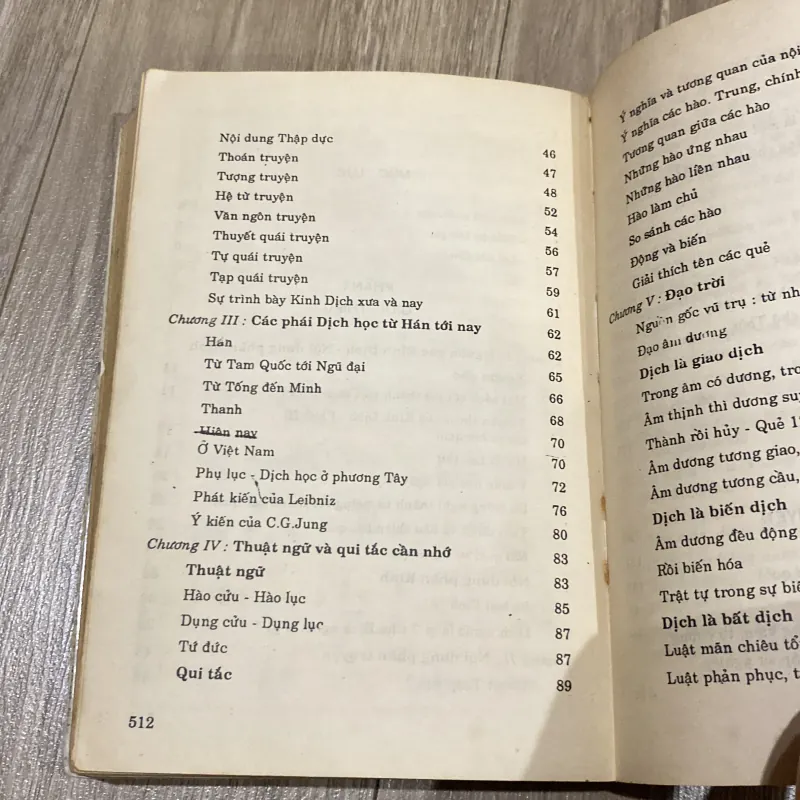 Nội dung Thập dực 46
Thoán truyện 47
Tượng truyện 48
Hệ từ truyện 52
Văn ngôn truyện 54
Thuyết quái truyện 56
Tự quái truyện 57
Tạp quái truyện 59
Sự trình bày Kinh Dịch xưa và nay 61
Chương III : Các phái Dịch học từ Hán tới nay 62
Hán 62
Từ Tam Quốc tới Ngũ đại 65
Từ Tống đến Minh 66
Thanh 68
Hiện nay 70
Ở Việt Nam 70
Phụ lục - Dịch học ở phương Tây 72
Phát kiến của Leibniz 76
Ý kiến của C.G.Jung 80
Chương IV : Thuật ngữ và qui tắc cần nhớ 83
Thuật ngữ 83
Hào cửu - Hào lục 85
Dụng cửu - Dụng lục 87
Tứ đức 87
Qui tắc 89
512
Ý nghĩa và tương quan của nội
Ý nghĩa các hào. Trung, chính
Tương quan giữa các hào
Những hào ứng nhau
Những hào liền nhau
Hào làm chủ
So sánh các hào
Động và biến
Giải thích tên các quẻ
Chương V : Đạo trời
Nguồn gốc vũ trụ : từ nh
Đạo âm dương
Dịch là giao dịch
Trong âm có dương, tro
Âm thịnh thì dương suy
Thành rồi hủy - Quẻ 1
Âm dương tương giao,
Âm dương tương cầu,
Dịch là biến dịch
Âm dương đều động
Rồi biến hóa
Trật tự trong sự biế
Dịch là bất dịch
Luật mãn chiêu tổ
Luật phản phục, t